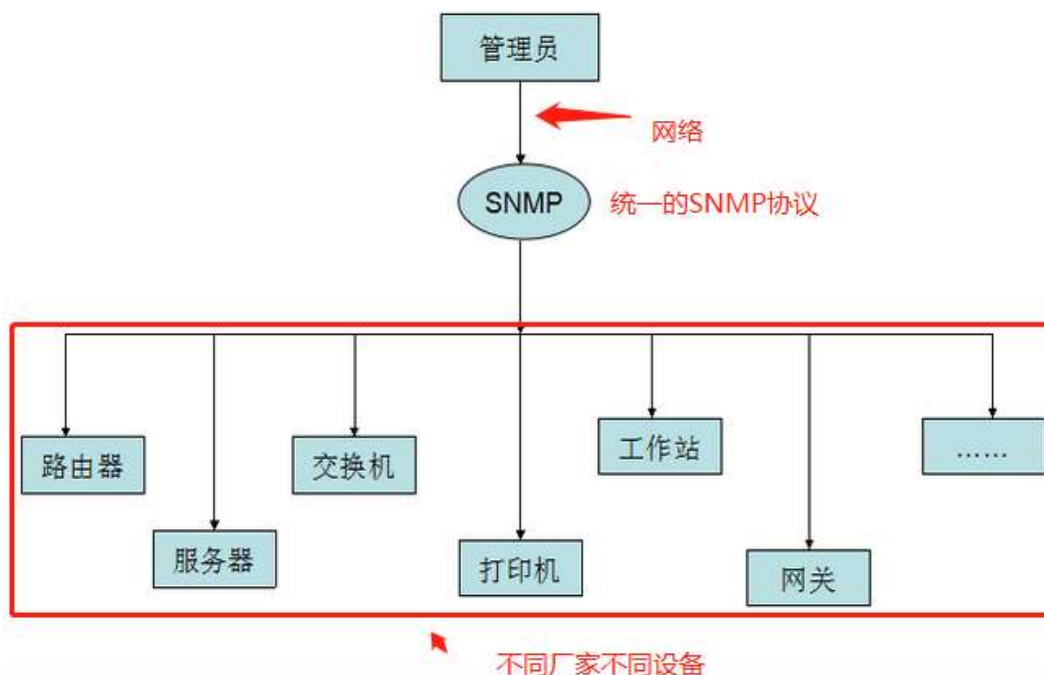 管理员
网络
SNMP
统一的SNMP协议
路由器
交换机
工作站
……
服务器
打印机
网关
不同厂家不同设备